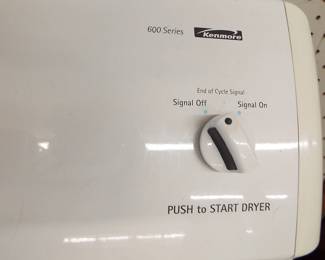 600 Series Kenmore
End of Cycle Signal
Signal Off Signal On
PUSH to START DRYER